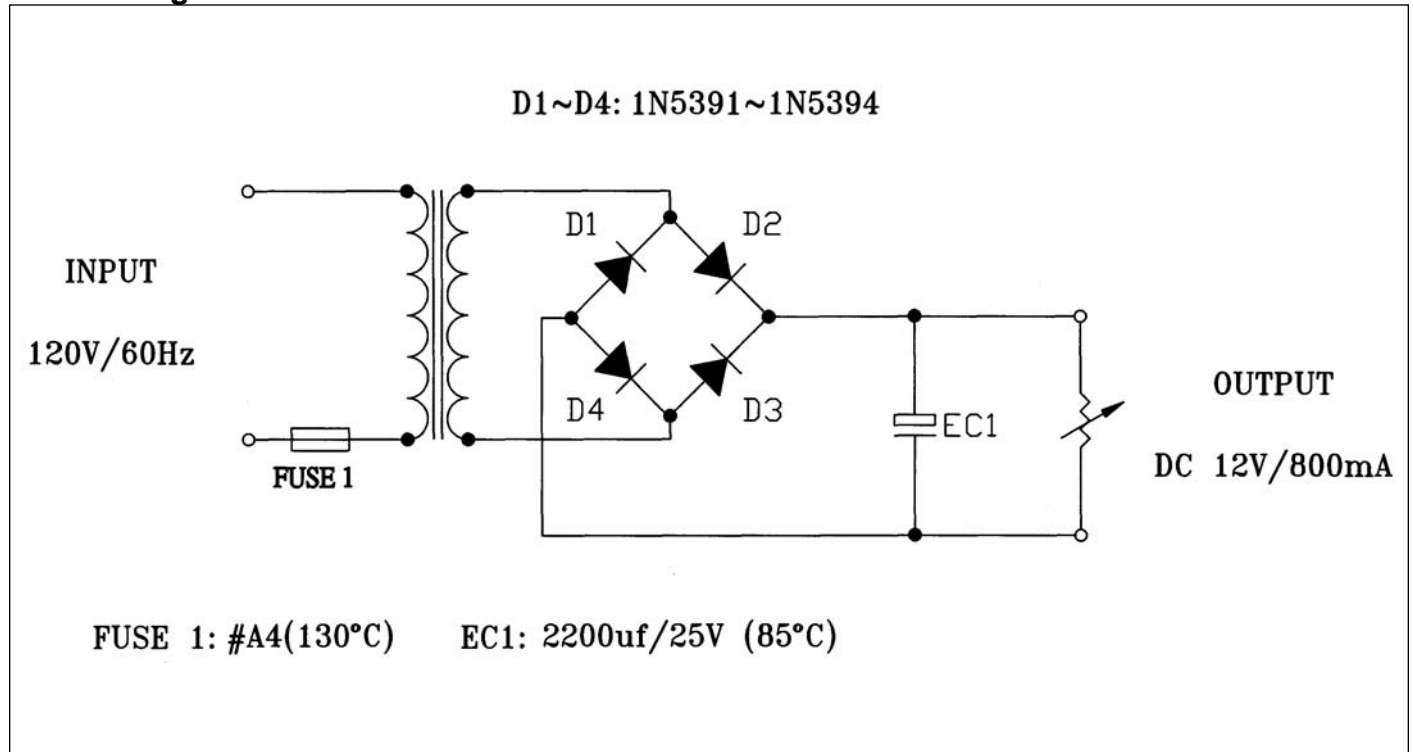 D1~D4: 1N5391~1N5394
D1
D2
INPUT
120V/60Hz
D4
D3
EC1
OUTPUT
DC 12V/800mA
FUSE 1
FUSE 1: #A4(130°C) EC1: 2200uf/25V (85°C)